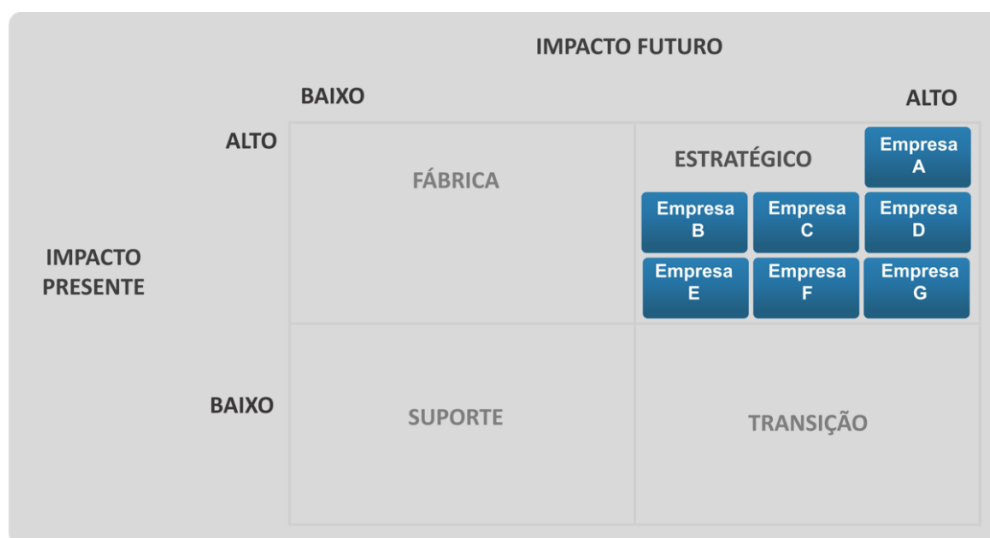 IMPACTO FUTURO
BAIXO
ALTO
ALTO
FÁBRICA
ESTRATÉGICO
Empresa
A
Empresa
B
Empresa
C
Empresa
D
IMPACTO
PRESENTE
Empresa
E
Empresa
F
Empresa
G
BAIXO
SUPORTE
TRANSIÇÃO